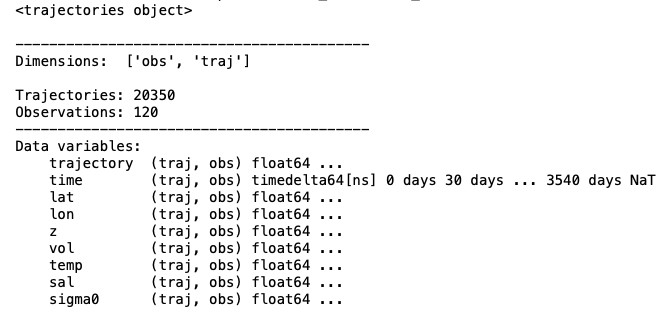 <trajectories object>
------------------------------------------
Dimensions:  ['obs', 'traj']
Trajectories: 20350
Observations: 120
------------------------------------------
Data variables:
    trajectory  (traj, obs) float64 ...
    time        (traj, obs) timedelta64[ns] 0 days 30 days ... 3540 days NaT
    lat         (traj, obs) float64 ...
    lon         (traj, obs) float64 ...
    z           (traj, obs) float64 ...
    vol         (traj, obs) float64 ...
    temp        (traj, obs) float64 ...
    sal         (traj, obs) float64 ...
    sigma0      (traj, obs) float64 ...